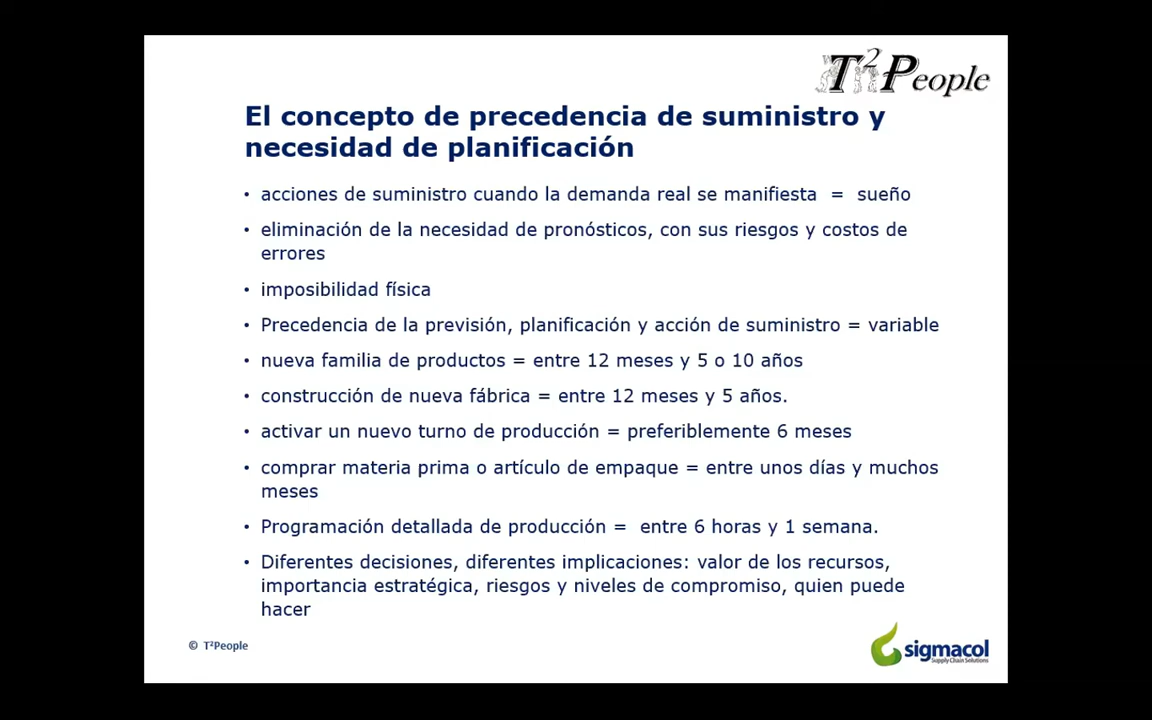 T²People
El concepto de precedencia de suministro y
necesidad de planificación
• acciones de suministro cuando la demanda real se manifiesta = sueño
• eliminación de la necesidad de pronósticos, con sus riesgos y costos de
errores
• imposibilidad física
• Precedencia de la previsión, planificación y acción de suministro = variable
• nueva familia de productos = entre 12 meses y 5 o 10 años
• construcción de nueva fábrica = entre 12 meses y 5 años.
• activar un nuevo turno de producción = preferiblemente 6 meses
• comprar materia prima o artículo de empaque = entre unos días y muchos
meses
• Programación detallada de producción = entre 6 horas y 1 semana.
• Diferentes decisiones, diferentes implicaciones: valor de los recursos,
importancia estratégica, riesgos y niveles de compromiso, quien puede
hacer
© T²People
sigmacol
Supply Chain Solutions